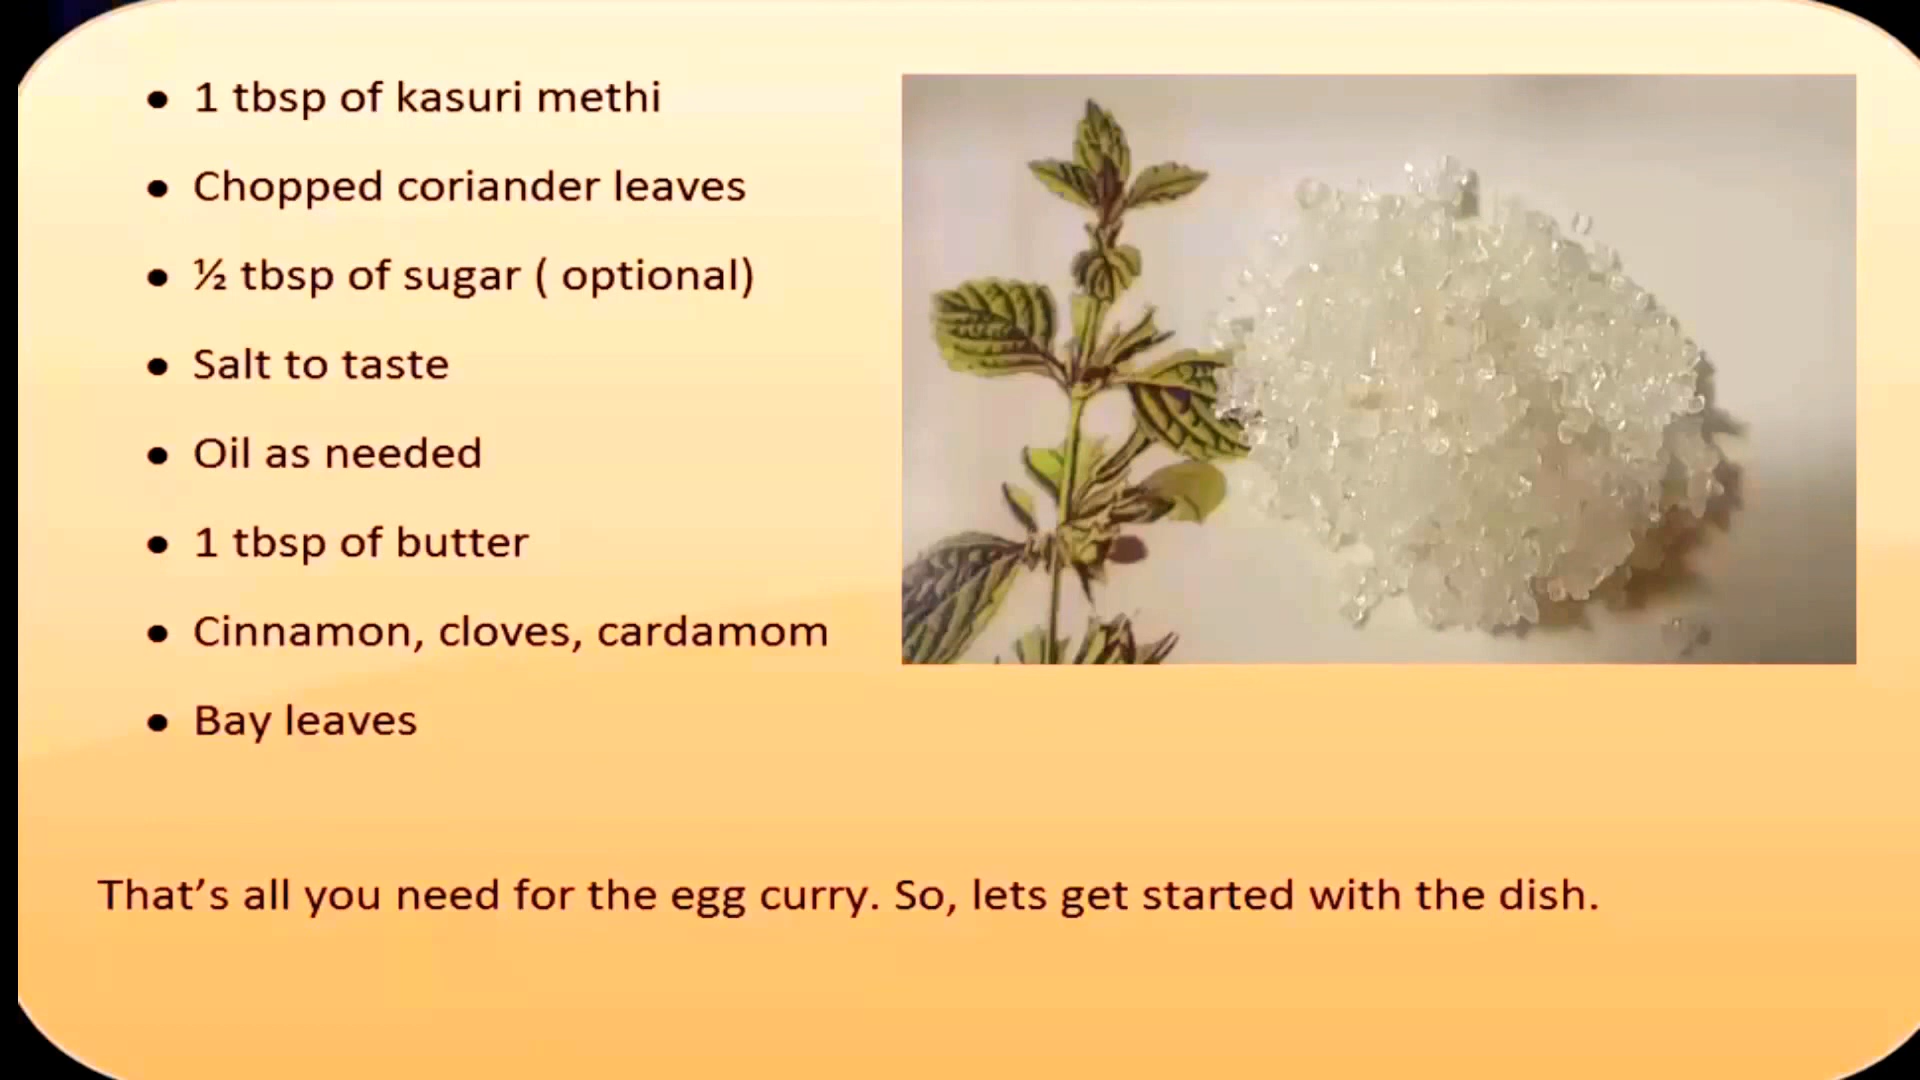 • 1 tbsp of kasuri methi
• Chopped coriander leaves
• ½ tbsp of sugar ( optional)
• Salt to taste
• Oil as needed
• 1 tbsp of butter
• Cinnamon, cloves, cardamom
• Bay leaves
That’s all you need for the egg curry. So, lets get started with the dish.